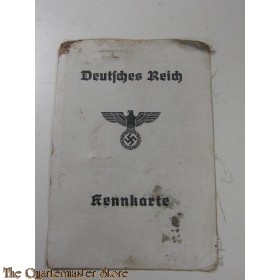 Deutsches Reich
Kennkarte
The Quartermaster Store